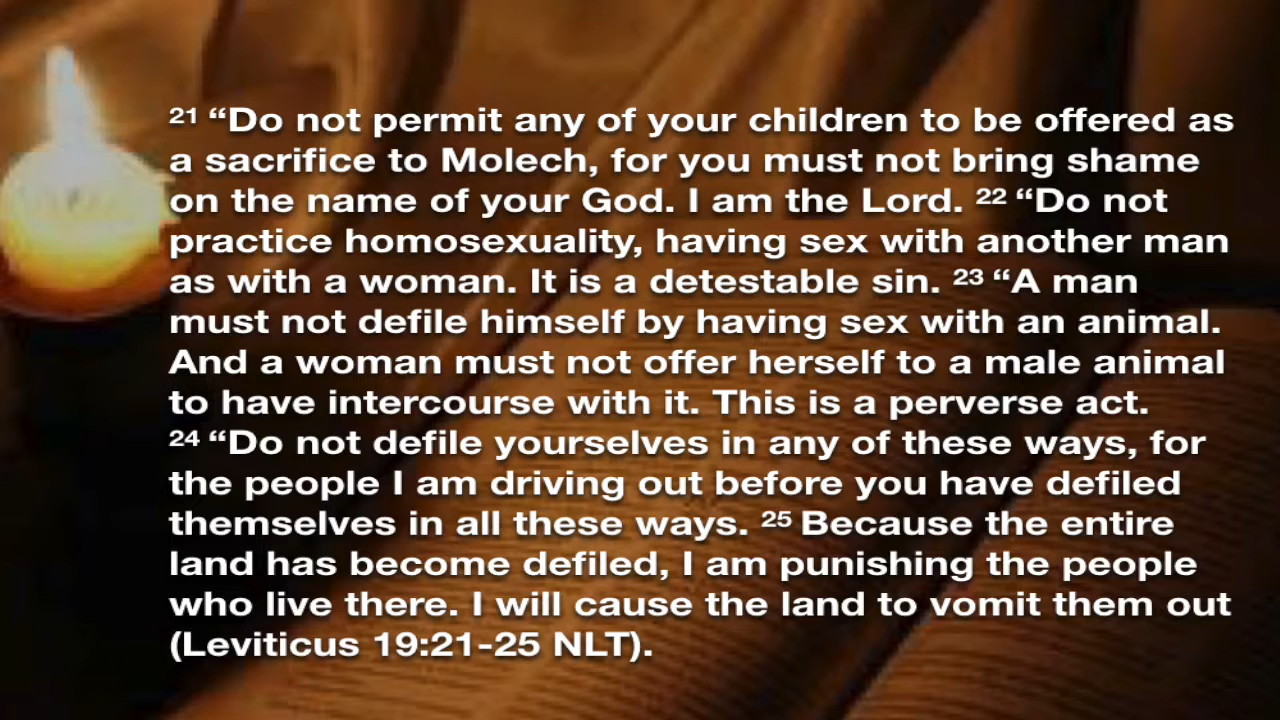 21 “Do not permit any of your children to be offered as
a sacrifice to Molech, for you must not bring shame
on the name of your God. I am the Lord. 22 “Do not
practice homosexuality, having sex with another man
as with a woman. It is a detestable sin. 23 “A man
must not defile himself by having sex with an animal.
And a woman must not offer herself to a male animal
to have intercourse with it. This is a perverse act.
24 “Do not defile yourselves in any of these ways, for
the people I am driving out before you have defiled
themselves in all these ways. 25 Because the entire
land has become defiled, I am punishing the people
who live there. I will cause the land to vomit them out
(Leviticus 19:21-25 NLT).